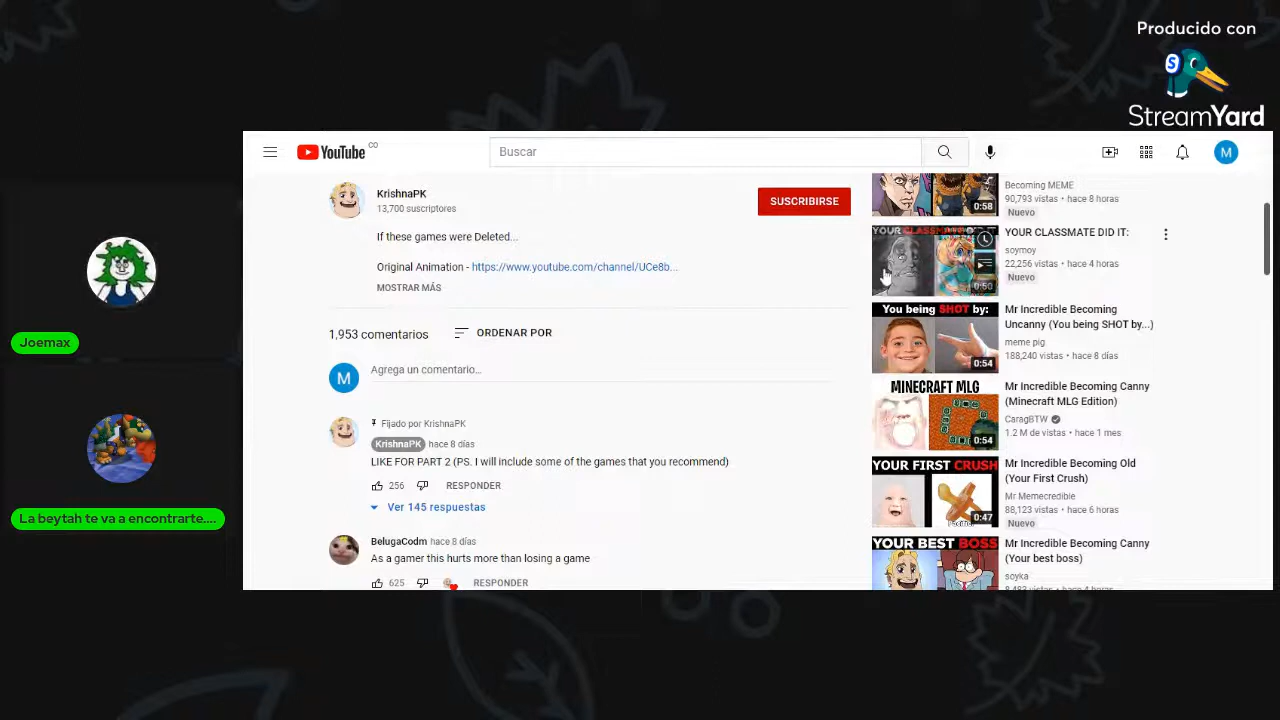 Producido con
StreamYard
Joemax
La beytah te va a encontrarte....
YouTube CO
Buscar
M
KrishnaPK
13,700 suscriptores
SUSCRIBIRSE
If these games were Deleted...
Original Animation - https://www.youtube.com/channel/UCe8b...
MOSTRAR MÁS
1,953 comentarios
ORDENAR POR
M
Agrega un comentario...
Fijado por KrishnaPK
KrishnaPK hace 8 días
LIKE FOR PART 2 (PS. I will include some of the games that you recommend)
256
RESPONDER
Ver 145 respuestas
BelugaCodm hace 8 días
As a gamer this hurts more than losing a game
625
RESPONDER
0:58
Becoming MEME
90,793 vistas • hace 8 horas
Nuevo
YOUR CLASSMATE
0:50
YOUR CLASSMATE DID IT:
soymoy
22,256 vistas • hace 4 horas
Nuevo
You being SHOT by:
0:54
Mr Incredible Becoming
Uncanny (You being SHOT by...)
meme pig
188,240 vistas • hace 8 días
MINECRAFT MLG
0:54
Mr Incredible Becoming Canny
(Minecraft MLG Edition)
CaragBTW
1.2 M de vistas • hace 1 mes
YOUR FIRST CRUSH
0:47
Mr Incredible Becoming Old
(Your First Crush)
Mr Memecredible
88,123 vistas • hace 6 horas
Nuevo
YOUR BEST BOSS
Mr Incredible Becoming Canny
(Your best boss)
soyka
8,483 vistas • hace 4 horas